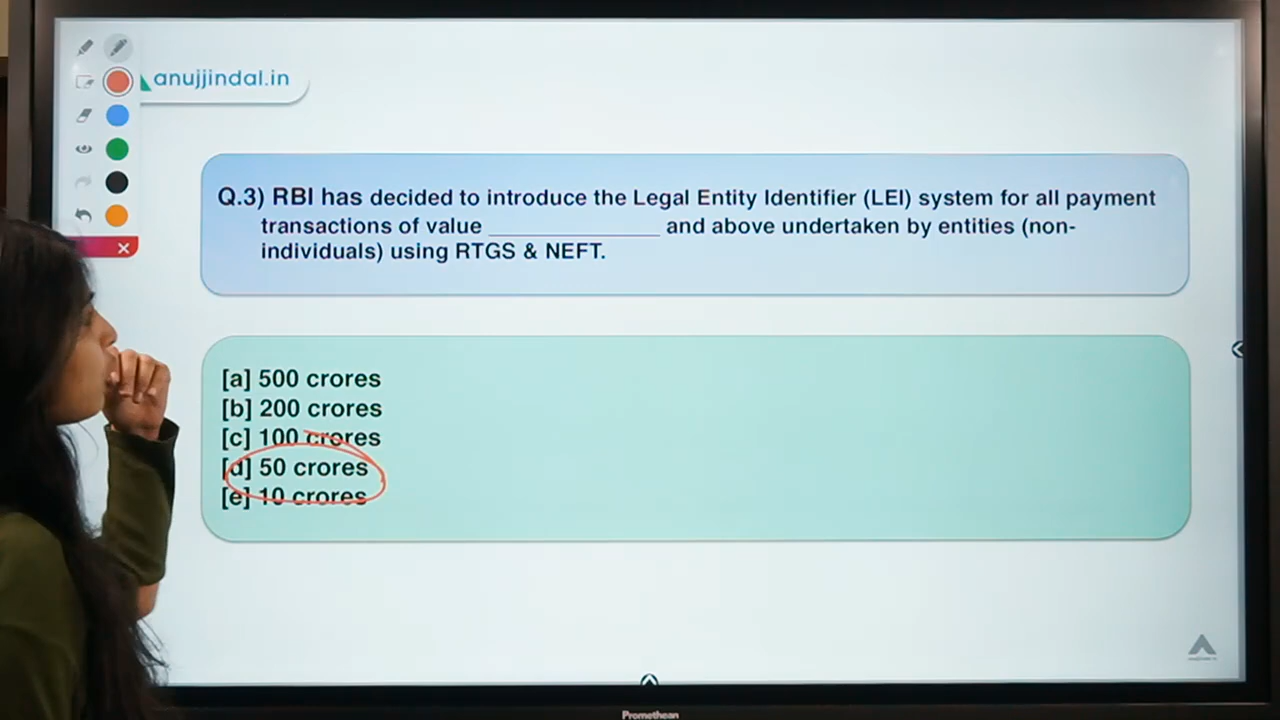 anujjindal.in
Q.3) RBI has decided to introduce the Legal Entity Identifier (LEI) system for all payment
transactions of value ______________ and above undertaken by entities (non-
individuals) using RTGS & NEFT.
[a] 500 crores
[b] 200 crores
[c] 100 crores
[d] 50 crores
[e] 10 crores
Promethean